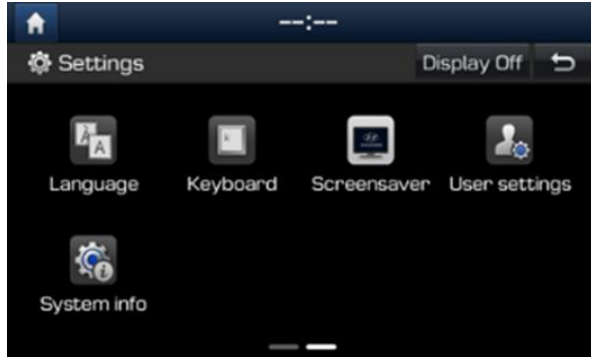 --:--
Settings
Display Off
Language
Keyboard
Screensaver
User settings
System info